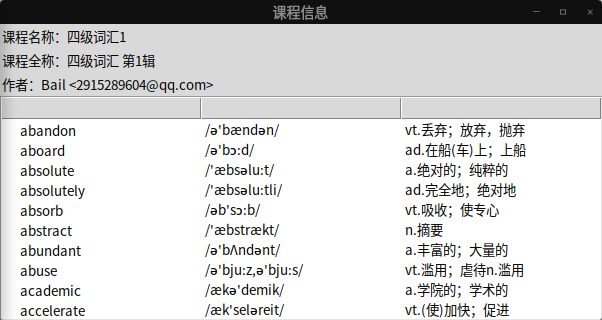 课程信息
课程名称：四级词汇1
课程全称：四级词汇 第1辑
作者：Bail <2915289604@qq.com>
abandon /ə'bændən/ vt.丢弃；放弃，抛弃
aboard /ə'bɔ:d/ ad.在船(车)上；上船
absolute /'æbsəlu:t/ a.绝对的；纯粹的
absolutely /'æbsəlu:tli/ ad.完全地；绝对地
absorb /əb'sɔ:b/ vt.吸收；使专心
abstract /'æbstrækt/ n.摘要
abundant /ə'bΛndənt/ a.丰富的；大量的
abuse /ə'bju:z,ə'bju:s/ vt.滥用；虐待n.滥用
academic /ækə'demik/ a.学院的；学术的
accelerate /æk'seləreit/ vt.(使)加快；促进